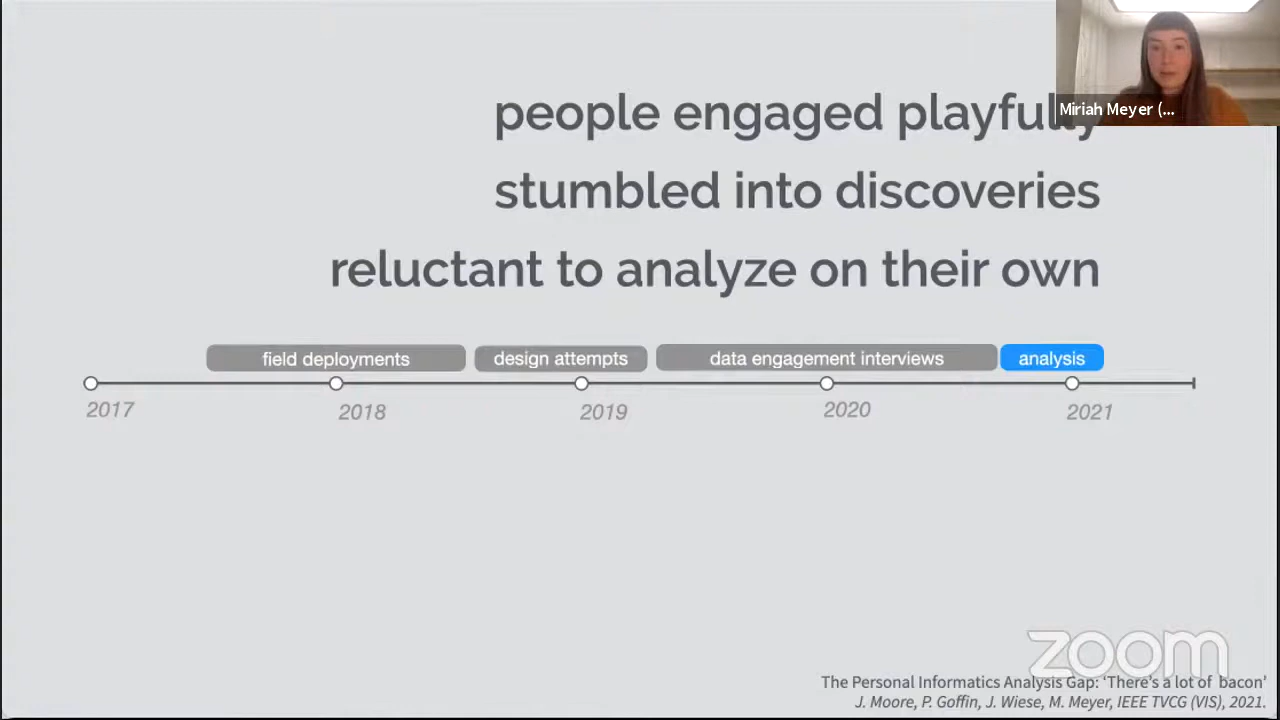 people engaged playfully
Miriah Meyer (...
stumbled into discoveries
reluctant to analyze on their own
field deployments
design attempts
data engagement interviews
analysis
2017
2018
2019
2020
2021
zoom
The Personal Informatics Analysis Gap: ‘There's a lot of bacon’
J. Moore, P. Goffin, J. Wiese, M. Meyer, IEEE TVCG (VIS), 2021.